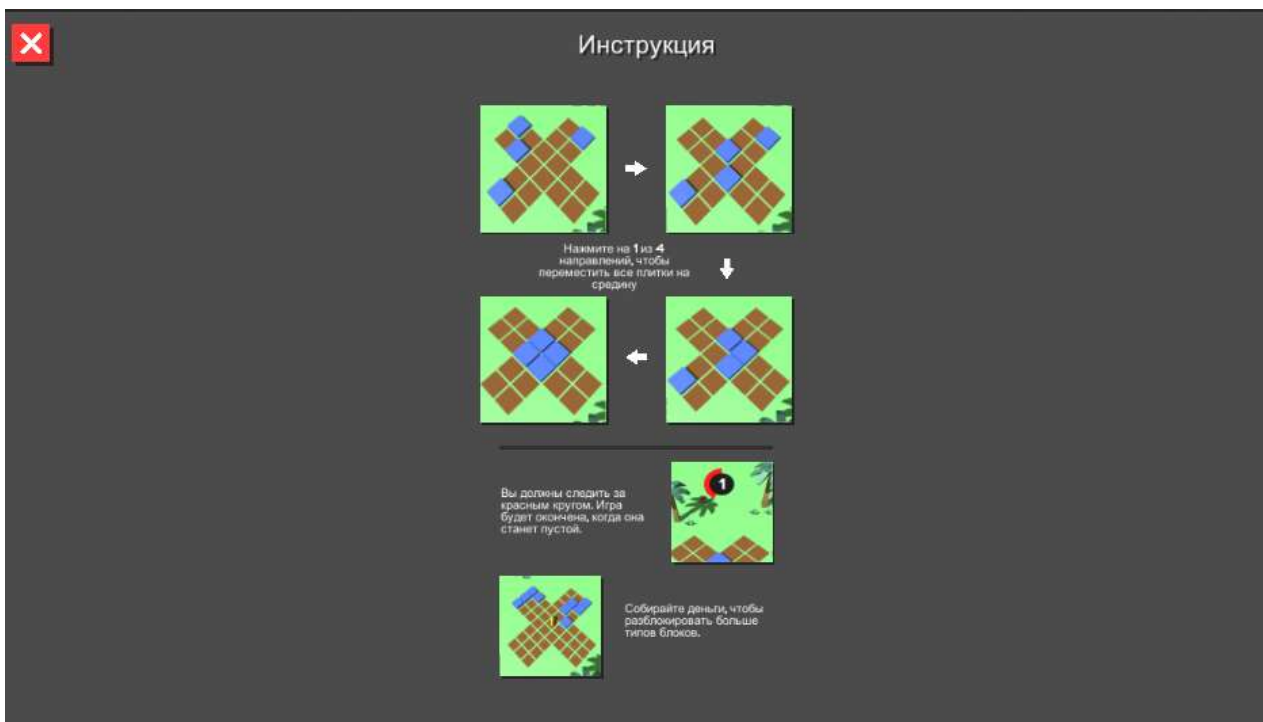 Инструкция
Нажмите на 1 из 4
направлений, чтобы
переместить все плитки на
средину
1
Вы должны следить за
красным кругом. Игра
будет окончена, когда она
станет пустой.
Собирайте деньги, чтобы
разблокировать больше
типов блоков.